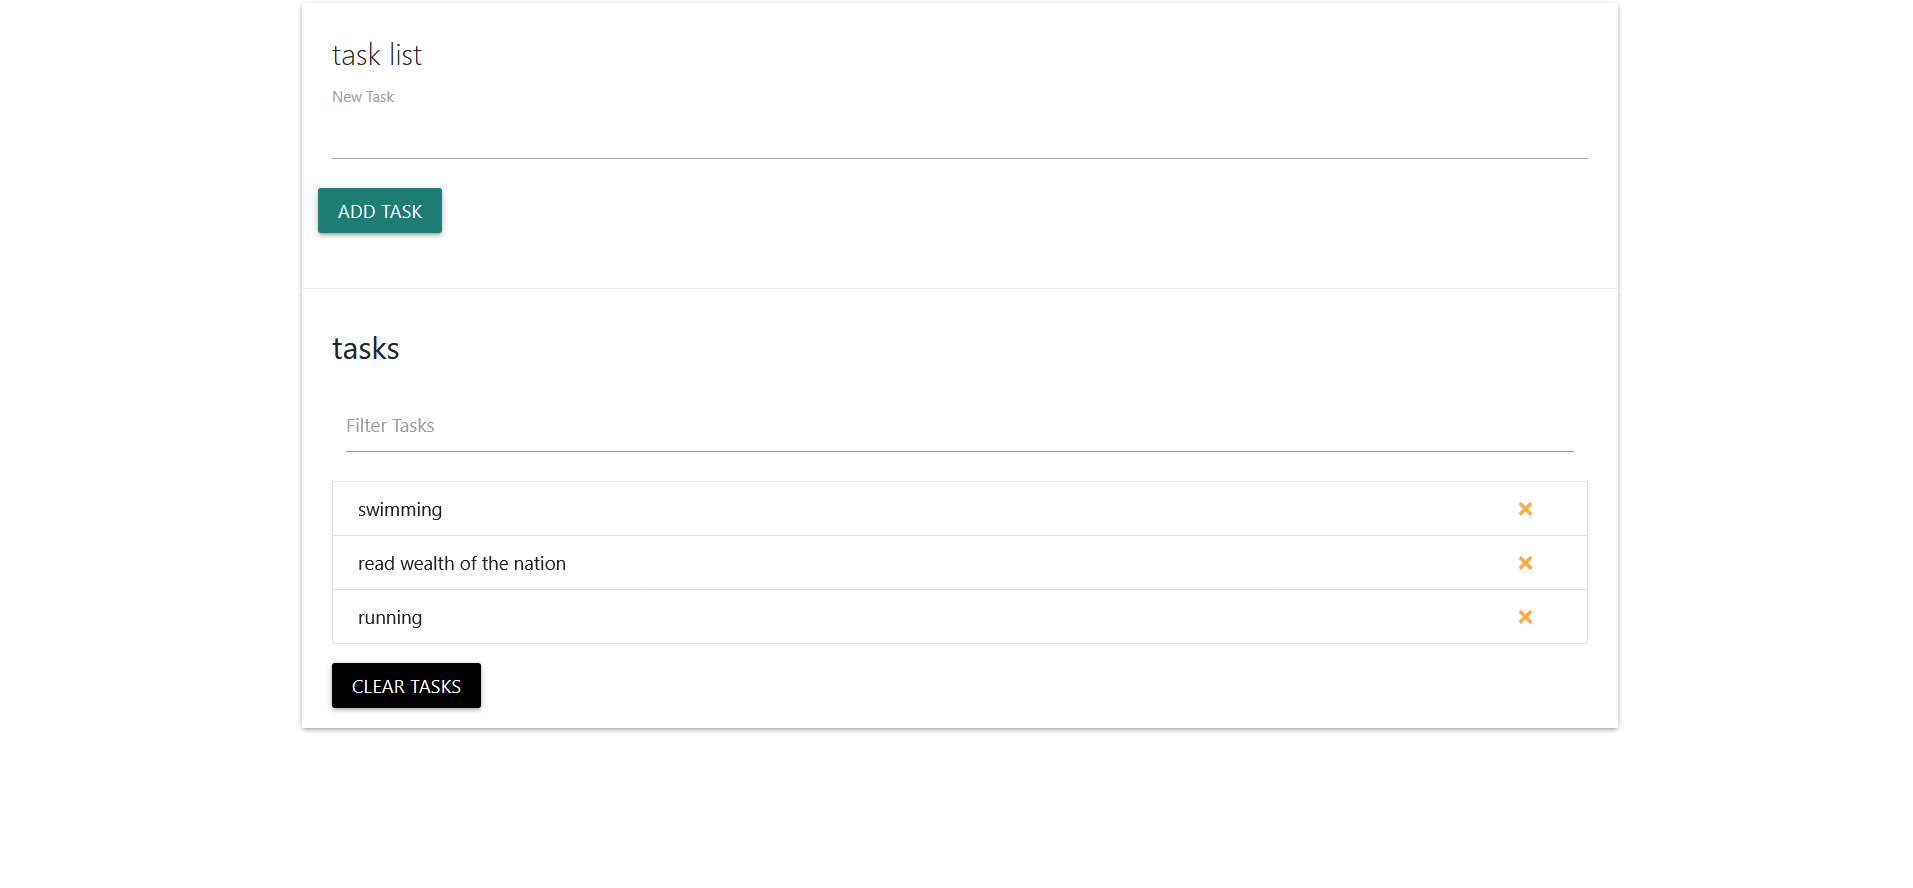 task list
New Task
ADD TASK
tasks
Filter Tasks
swimming
read wealth of the nation
running
CLEAR TASKS